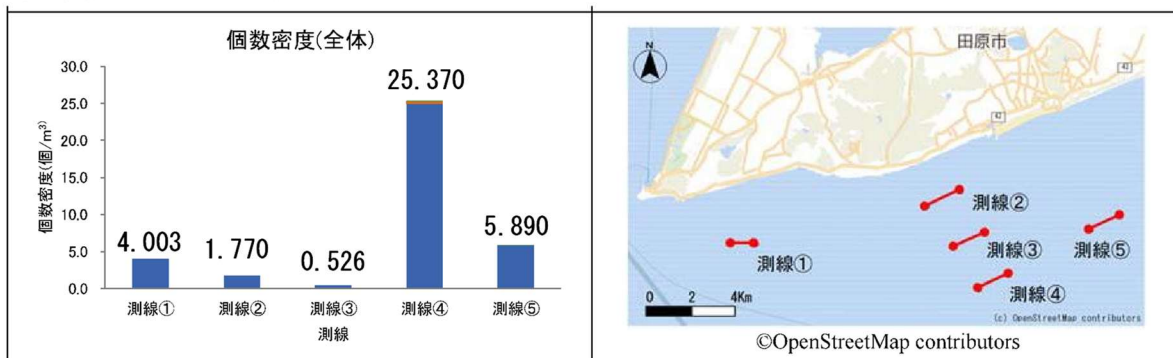 個数密度(全体)
個数密度(個/m³)
30.0
25.0
20.0
15.0
10.0
5.0
0.0
4.003
1.770
0.526
25.370
5.890
測線①
測線②
測線③
測線④
測線⑤
測線
N
田原市
42
42
測線①
測線②
測線③
測線④
測線⑤
0 2 4Km
(c) OpenStreetMap contributors
©OpenStreetMap contributors